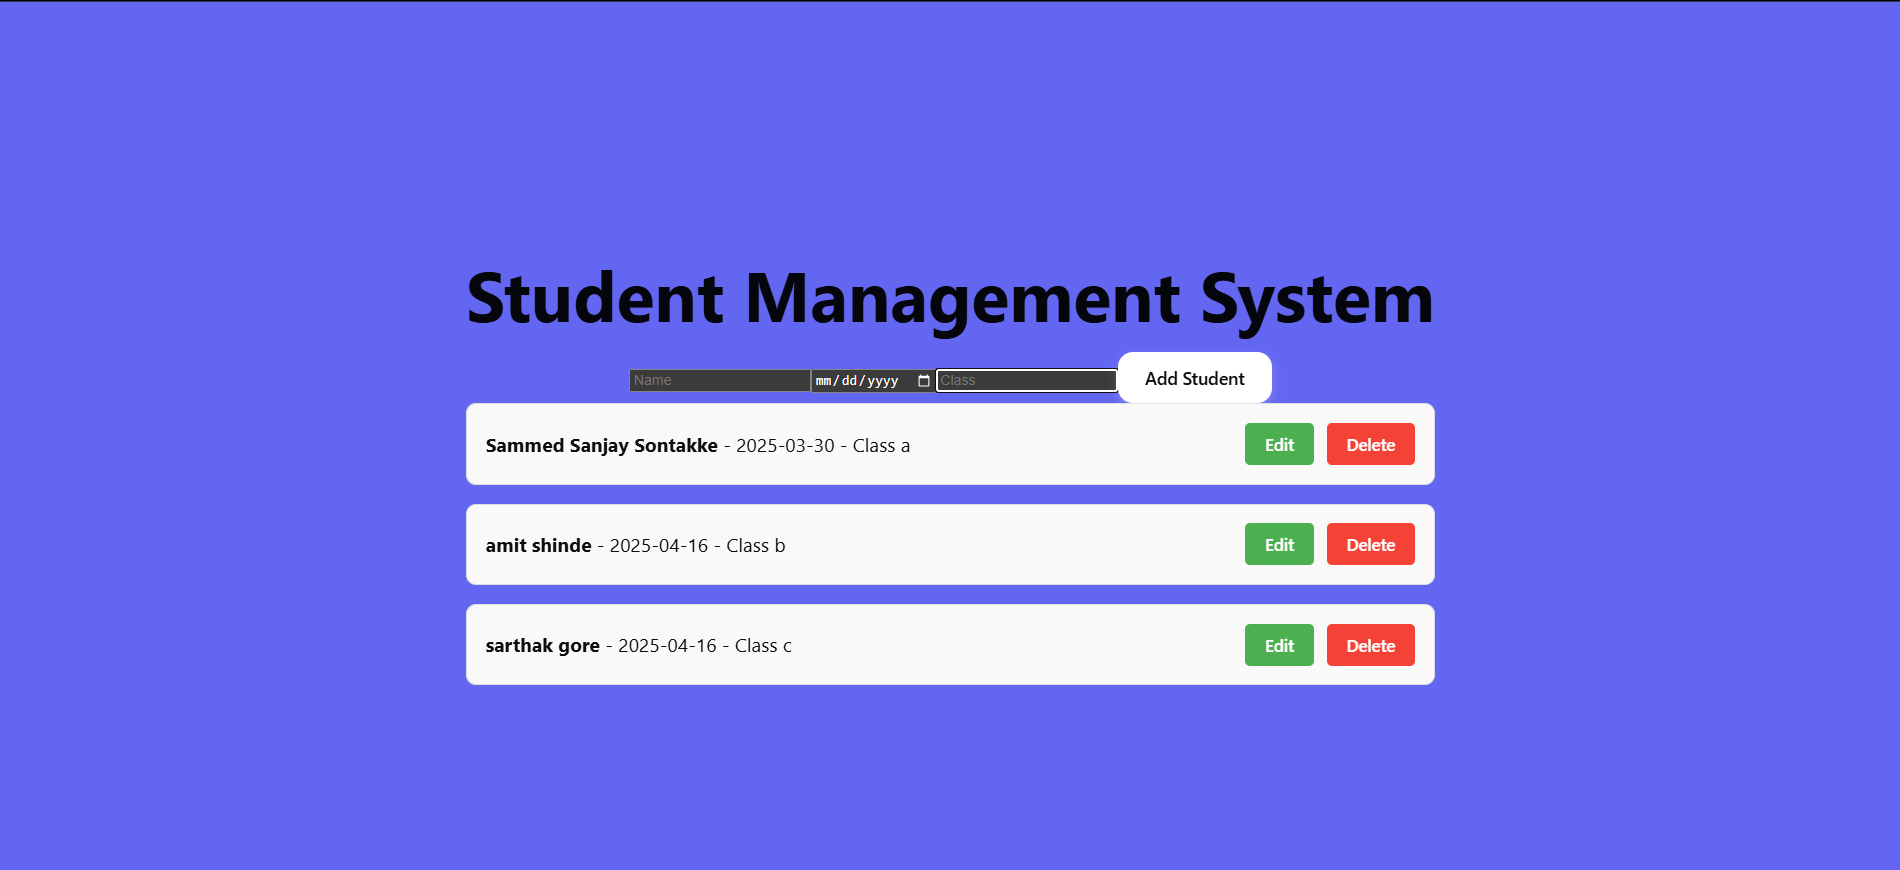 Student Management System
Name mm/dd/yyyy Class Add Student
Sammed Sanjay Sontakke - 2025-03-30 - Class a Edit Delete
amit shinde - 2025-04-16 - Class b Edit Delete
sarthak gore - 2025-04-16 - Class c Edit Delete